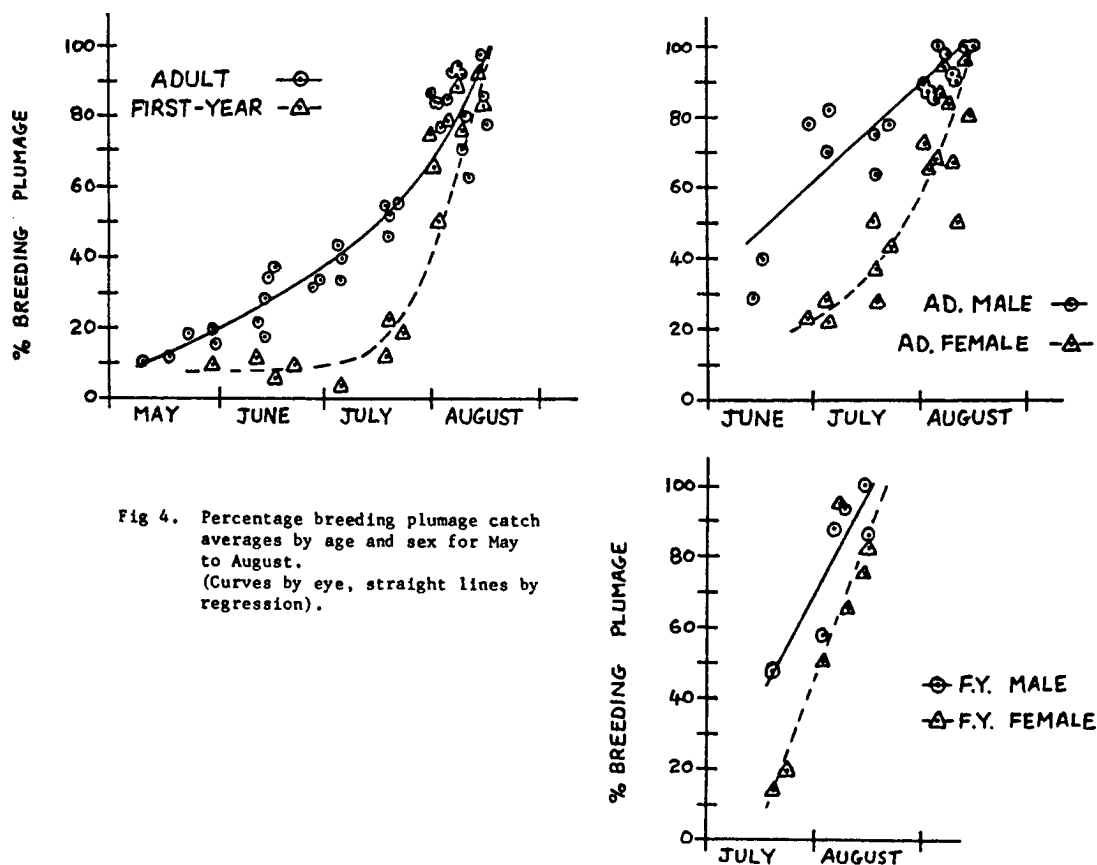 % BREEDING PLUMAGE
100
80
60
40
20
0
ADULT
FIRST-YEAR
MAY JUNE JULY AUGUST
100
80
60
40
20
0
AD. MALE
AD. FEMALE
JUNE JULY AUGUST
Fig 4. Percentage breeding plumage catch
averages by age and sex for May
to August.
(Curves by eye, straight lines by
regression).
% BREEDING PLUMAGE
100
80
60
40
20
0
F.Y. MALE
F.Y. FEMALE
JULY AUGUST